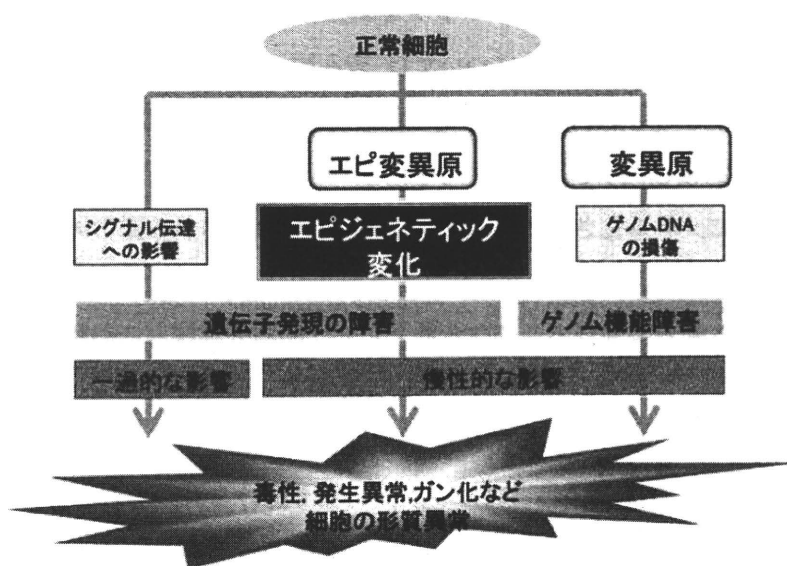 正常細胞
エピ変異原
変異原
シグナル伝達
への影響
エピジェネティック
変化
ゲノムDNA
の損傷
遺伝子発現の障害
ゲノム機能障害
一過的な影響
慢性的な影響
毒性,発生異常,ガン化など
細胞の形質異常